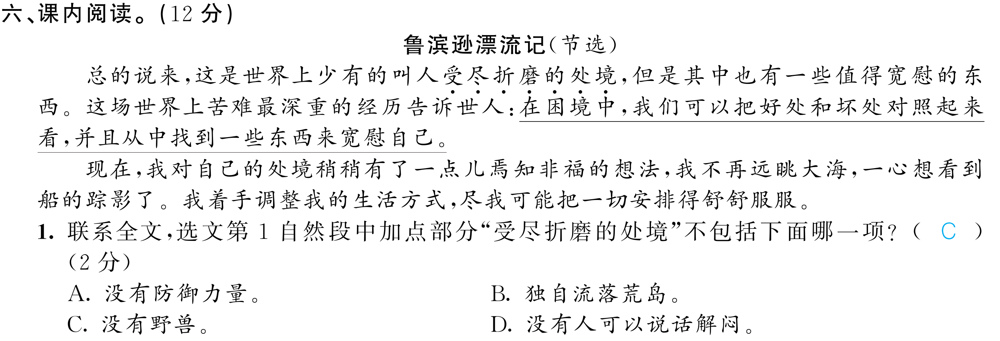 六、课内阅读。(12 分)
鲁滨逊漂流记(节选)
总的说来,这是世界上少有的叫人受尽折磨的处境,但是其中也有一些值得宽慰的东
西。这场世界上苦难最深重的经历告诉世人:在困境中,我们可以把好处和坏处对照起来
看,并且从中找到一些东西来宽慰自己。
现在,我对自己的处境稍稍有了一点儿焉知非福的想法,我不再远眺大海,一心想看到
船的踪影了。我着手调整我的生活方式,尽我可能把一切安排得舒舒服服。
1. 联系全文,选文第 1 自然段中加点部分“受尽折磨的处境”不包括下面哪一项?( C )
(2 分)
A. 没有防御力量。 B. 独自流落荒岛。
C. 没有野兽。 D. 没有人可以说话解闷。